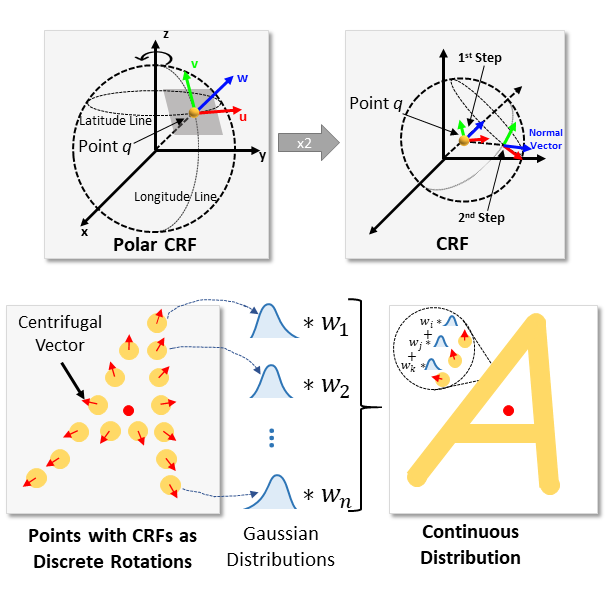 z
v
w
u
Latitude Line
Point q
y
Longitude Line
x
Polar CRF
x2
1st Step
Point q
Normal
Vector
2nd Step
CRF
Centrifugal
Vector
* w1
* w2
* wn
wi *
+
wj *
+
wk *
Points with CRFs as
Discrete Rotations
Gaussian
Distributions
Continuous
Distribution